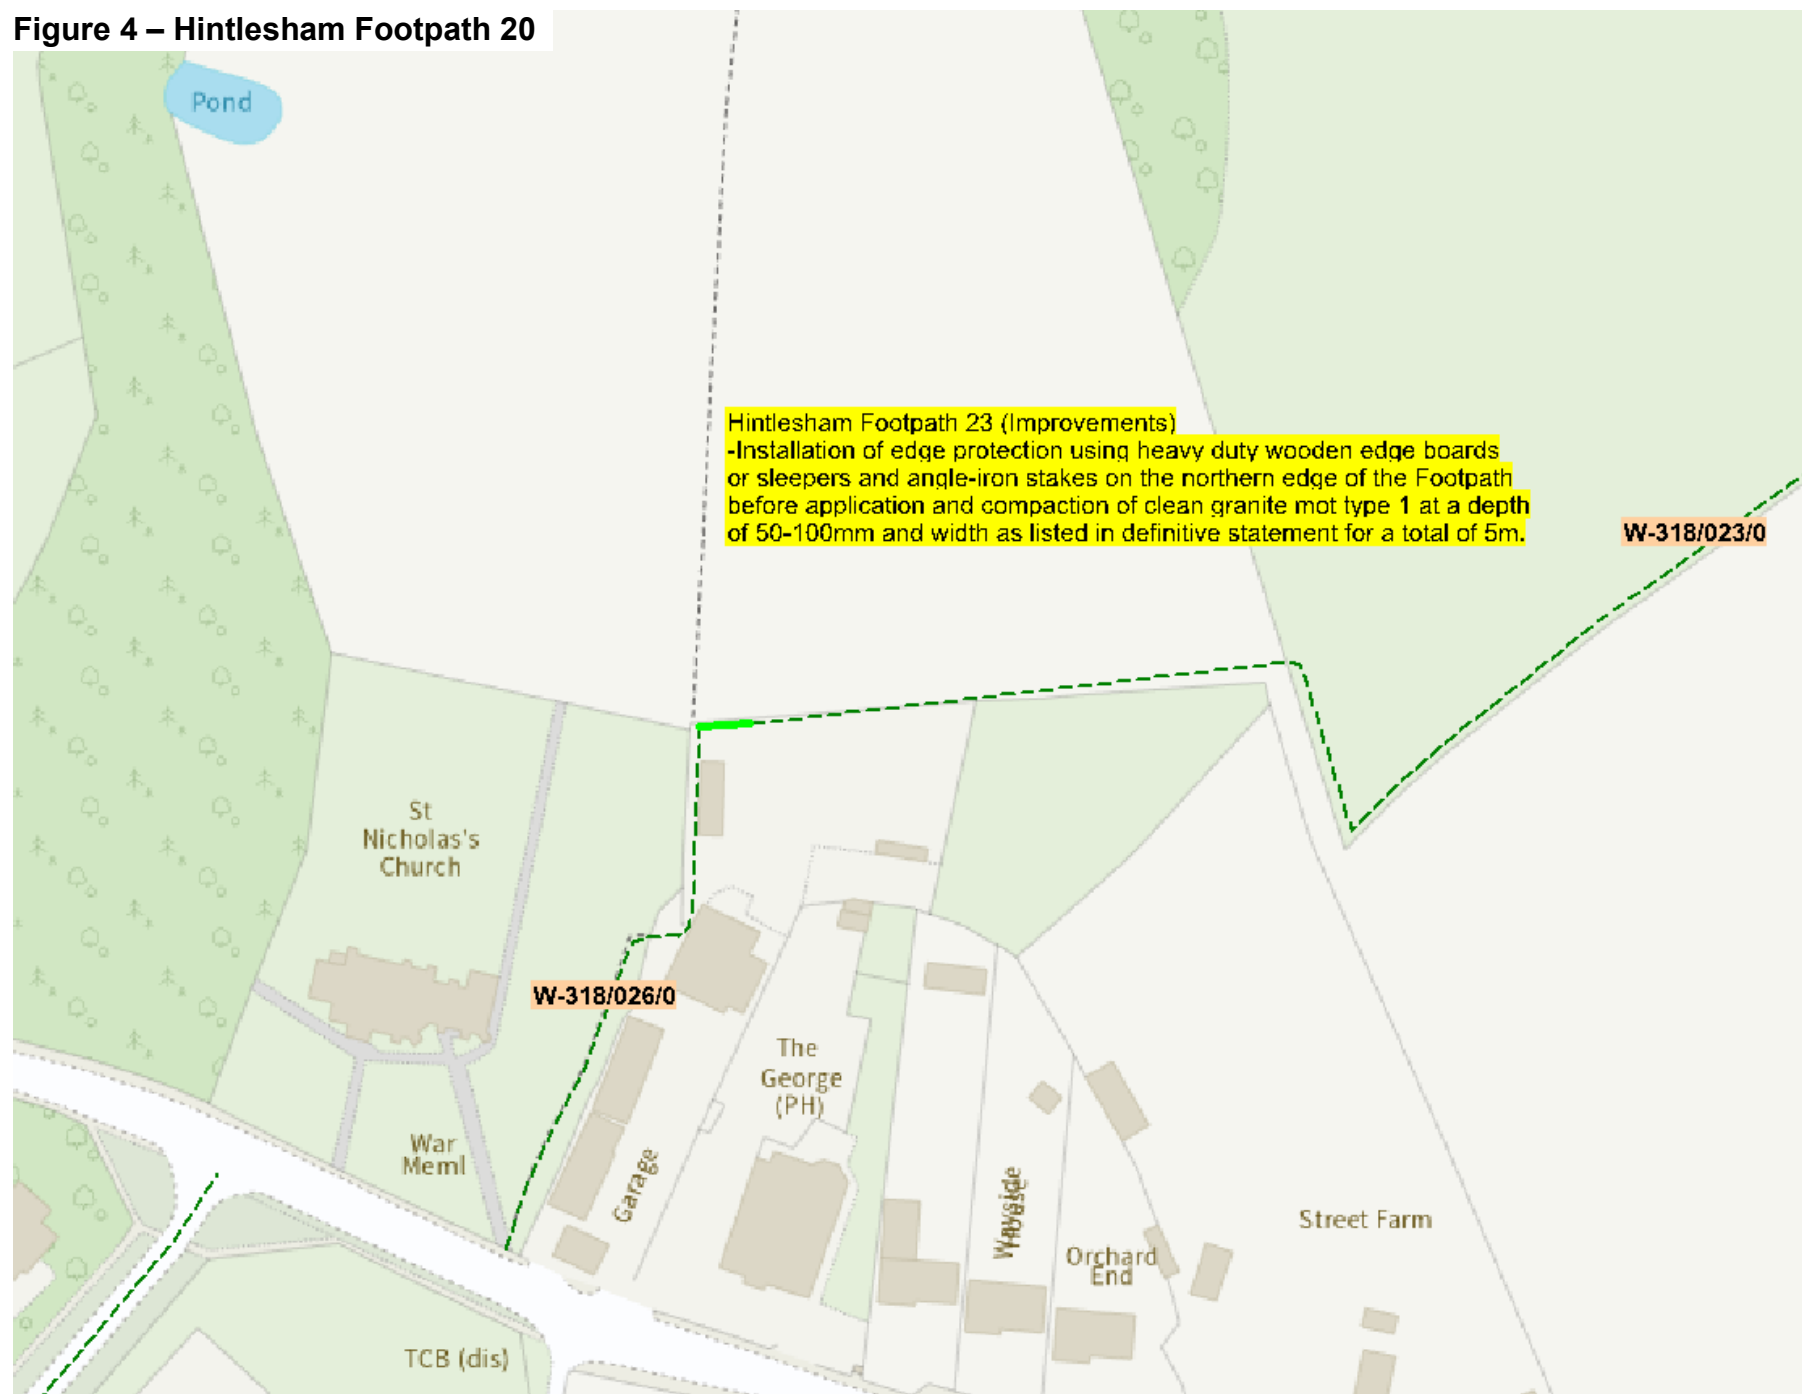 Figure 4 – Hintlesham Footpath 20
Pond
Hintlesham Footpath 23 (Improvements)
-Installation of edge protection using heavy duty wooden edge boards
or sleepers and angle-iron stakes on the northern edge of the Footpath
before application and compaction of clean granite mot type 1 at a depth
of 50-100mm and width as listed in definitive statement for a total of 5m.
W-318/023/0
St
Nicholas's
Church
W-318/026/0
The
George
(PH)
War
Meml
Garage
Wayside
House
Orchard
End
Street Farm
TCB (dis)